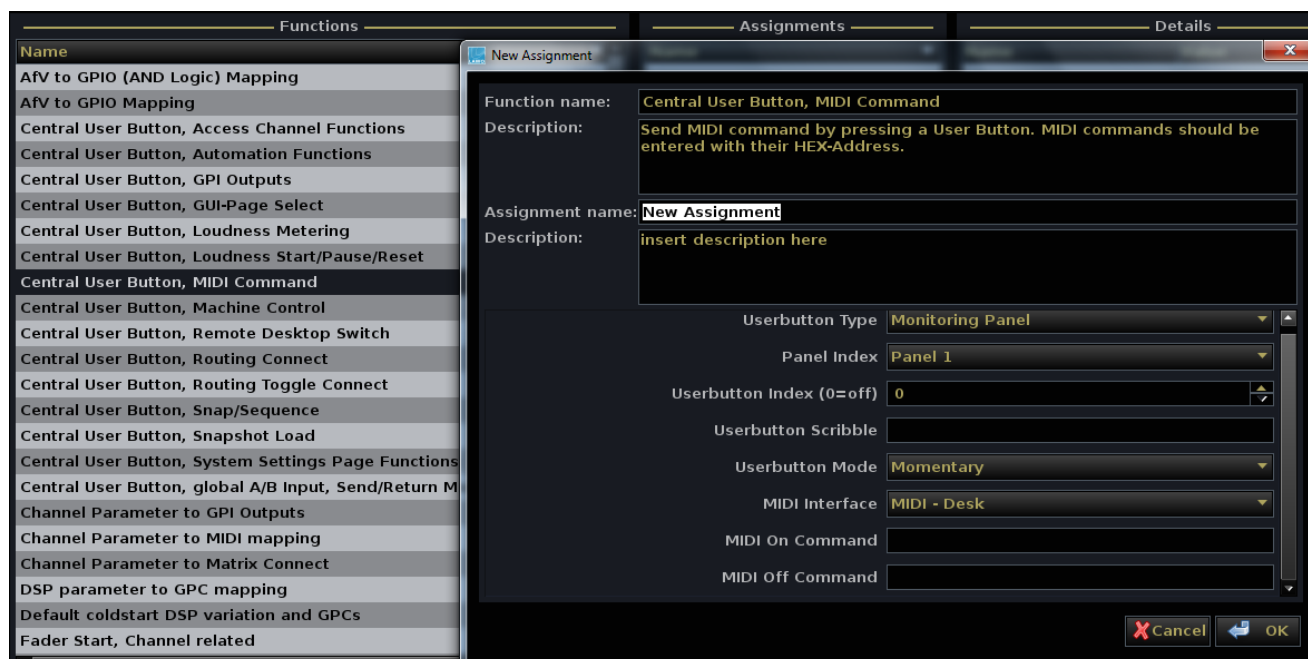 Functions
Assignments
Details
Name
AfV to GPIO (AND Logic) Mapping
AfV to GPIO Mapping
Central User Button, Access Channel Functions
Central User Button, Automation Functions
Central User Button, GPI Outputs
Central User Button, GUI-Page Select
Central User Button, Loudness Metering
Central User Button, Loudness Start/Pause/Reset
Central User Button, MIDI Command
Central User Button, Machine Control
Central User Button, Remote Desktop Switch
Central User Button, Routing Connect
Central User Button, Routing Toggle Connect
Central User Button, Snap/Sequence
Central User Button, Snapshot Load
Central User Button, System Settings Page Functions
Central User Button, global A/B Input, Send/Return M
Channel Parameter to GPI Outputs
Channel Parameter to MIDI mapping
Channel Parameter to Matrix Connect
DSP parameter to GPC mapping
Default coldstart DSP variation and GPCs
Fader Start, Channel related
New Assignment
Function name: Central User Button, MIDI Command
Description: Send MIDI command by pressing a User Button. MIDI commands should be
entered with their HEX-Address.
Assignment name: New Assignment
Description: insert description here
Userbutton Type Monitoring Panel
Panel Index Panel 1
Userbutton Index (0=off) 0
Userbutton Scribble
Userbutton Mode Momentary
MIDI Interface MIDI - Desk
MIDI On Command
MIDI Off Command
Cancel OK